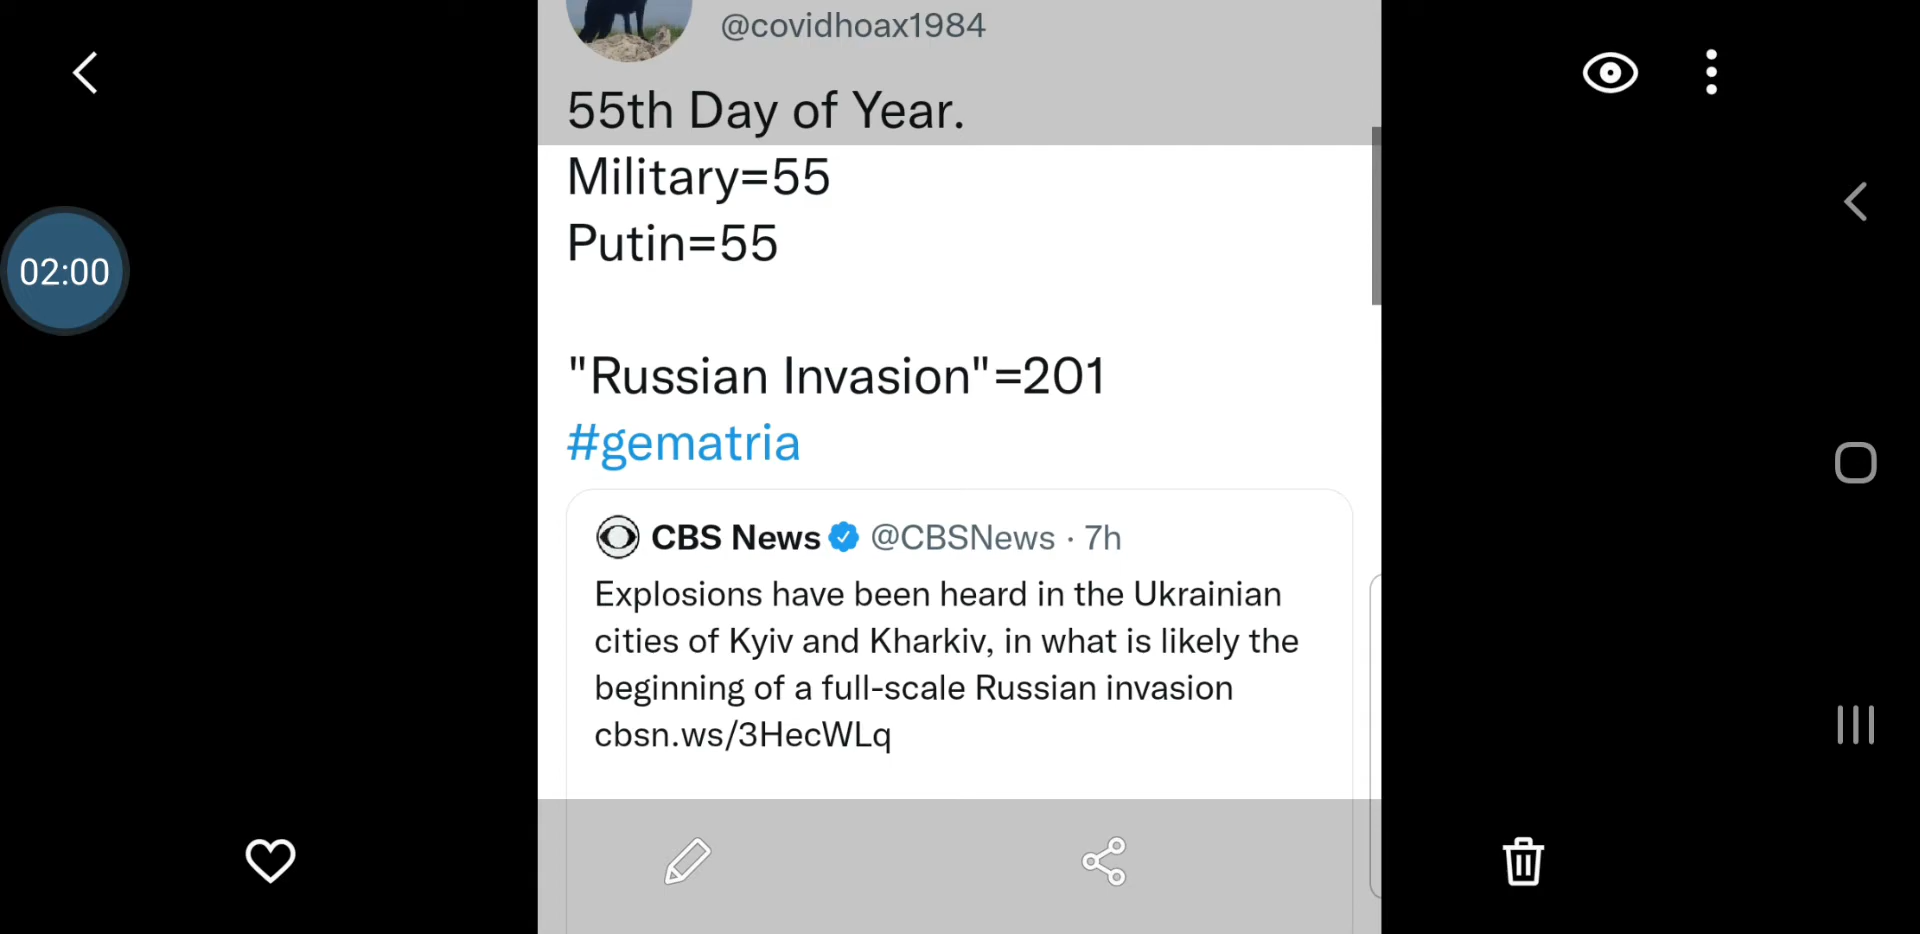 @covidhoax1984
55th Day of Year.
Military=55
Putin=55
02:00
"Russian Invasion"=201
#gematria
CBS News @CBSNews · 7h
Explosions have been heard in the Ukrainian
cities of Kyiv and Kharkiv, in what is likely the
beginning of a full-scale Russian invasion
cbsn.ws/3HecWLq